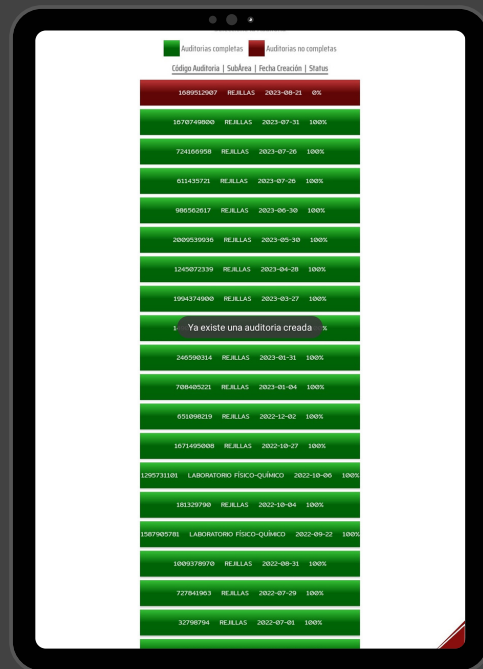 Auditorias completas Auditorias no completas
Código Auditoria | SubÁrea | Fecha Creación | Status
1689512907 REJILLAS 2023-08-21 0%
1670749800 REJILLAS 2023-07-31 100%
724166958 REJILLAS 2023-07-26 100%
611435721 REJILLAS 2023-07-26 100%
986562617 REJILLAS 2023-06-30 100%
2009539936 REJILLAS 2023-05-30 100%
1245072339 REJILLAS 2023-04-28 100%
1994374900 REJILLAS 2023-03-27 100%
Ya existe una auditoria creada
246590314 REJILLAS 2023-01-31 100%
708405221 REJILLAS 2023-01-04 100%
651098219 REJILLAS 2022-12-02 100%
1671495008 REJILLAS 2022-10-27 100%
1295731101 LABORATORIO FÍSICO-QUÍMICO 2022-10-06 100%
181329790 REJILLAS 2022-10-04 100%
1587905781 LABORATORIO FÍSICO-QUÍMICO 2022-09-22 100%
1009378970 REJILLAS 2022-08-31 100%
727841963 REJILLAS 2022-07-29 100%
32798794 REJILLAS 2022-07-01 100%